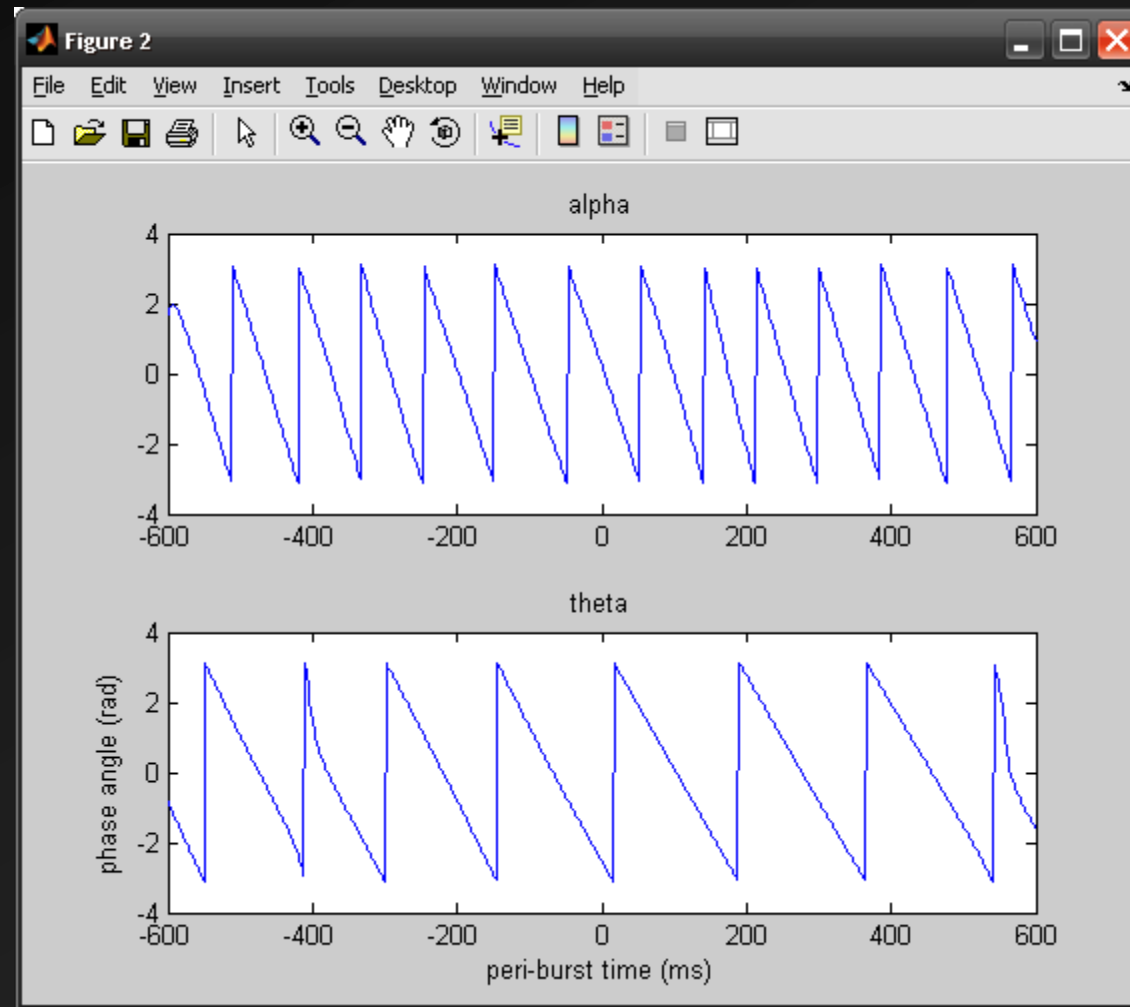 Figure 2
File Edit View Insert Tools Desktop Window Help
alpha
4
2
0
-2
-4
-600 -400 -200 0 200 400 600
theta
4
2
0
-2
-4
phase angle (rad)
-600 -400 -200 0 200 400 600
peri-burst time (ms)